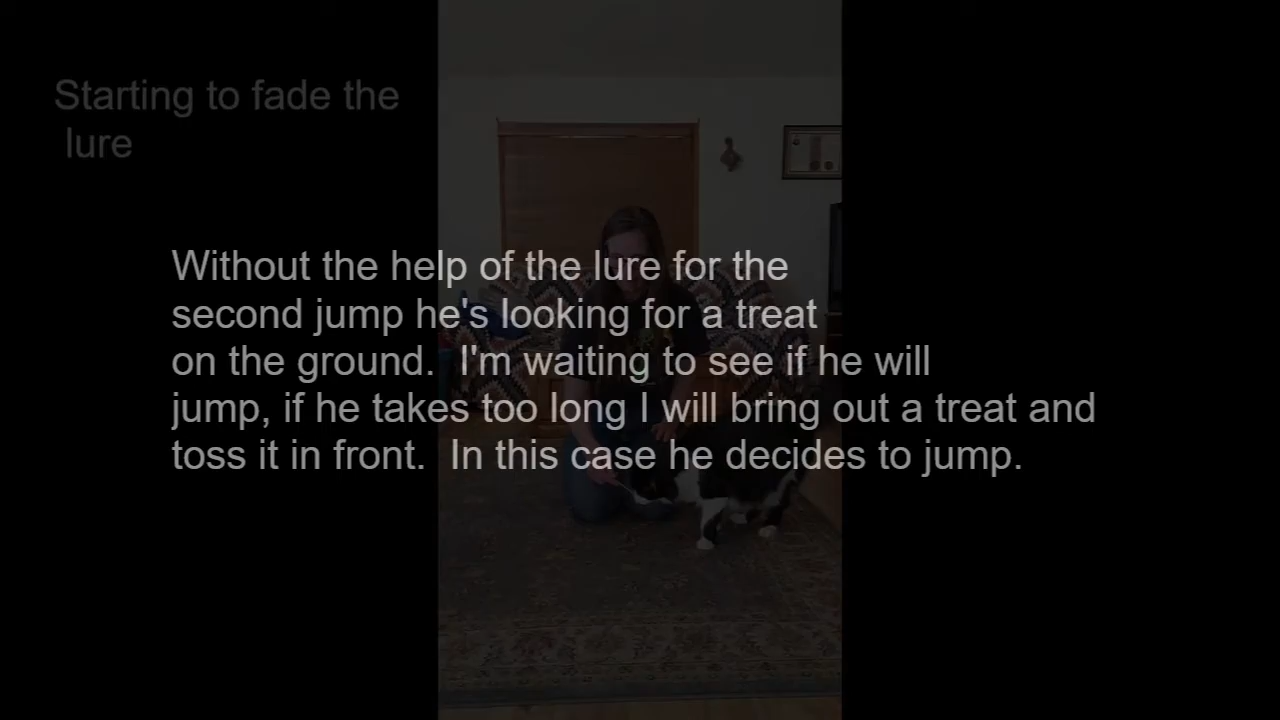 Starting to fade the
lure
Without the help of the lure for the
second jump he's looking for a treat
on the ground.  I'm waiting to see if he will
jump, if he takes too long I will bring out a treat and
toss it in front.  In this case he decides to jump.